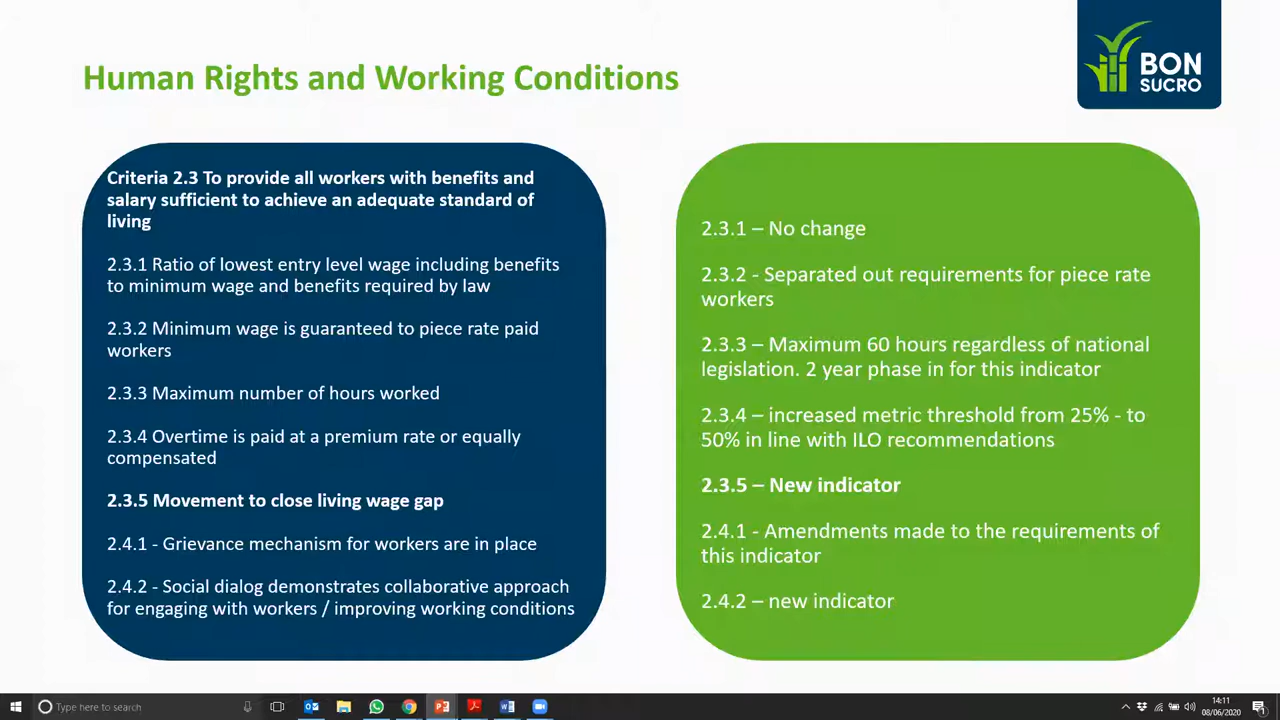 Human Rights and Working Conditions
BON
SUCRO
Criteria 2.3 To provide all workers with benefits and
salary sufficient to achieve an adequate standard of
living
2.3.1 Ratio of lowest entry level wage including benefits
to minimum wage and benefits required by law
2.3.2 Minimum wage is guaranteed to piece rate paid
workers
2.3.3 Maximum number of hours worked
2.3.4 Overtime is paid at a premium rate or equally
compensated
2.3.5 Movement to close living wage gap
2.4.1 - Grievance mechanism for workers are in place
2.4.2 - Social dialog demonstrates collaborative approach
for engaging with workers / improving working conditions
2.3.1 – No change
2.3.2 - Separated out requirements for piece rate
workers
2.3.3 – Maximum 60 hours regardless of national
legislation. 2 year phase in for this indicator
2.3.4 – increased metric threshold from 25% - to
50% in line with ILO recommendations
2.3.5 – New indicator
2.4.1 - Amendments made to the requirements of
this indicator
2.4.2 – new indicator
Type here to search
14:11
08/06/2020